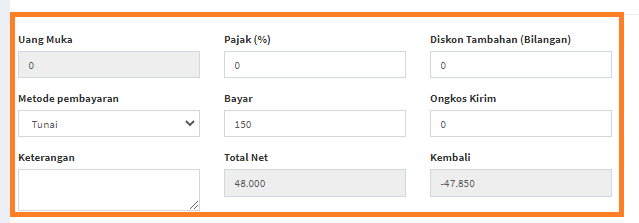 Uang Muka Pajak (%) Diskon Tambahan (Bilangan)
0 0 0
Metode pembayaran Bayar Ongkos Kirim
Tunai 150 0
Keterangan Total Net Kembali
48.000 -47.850